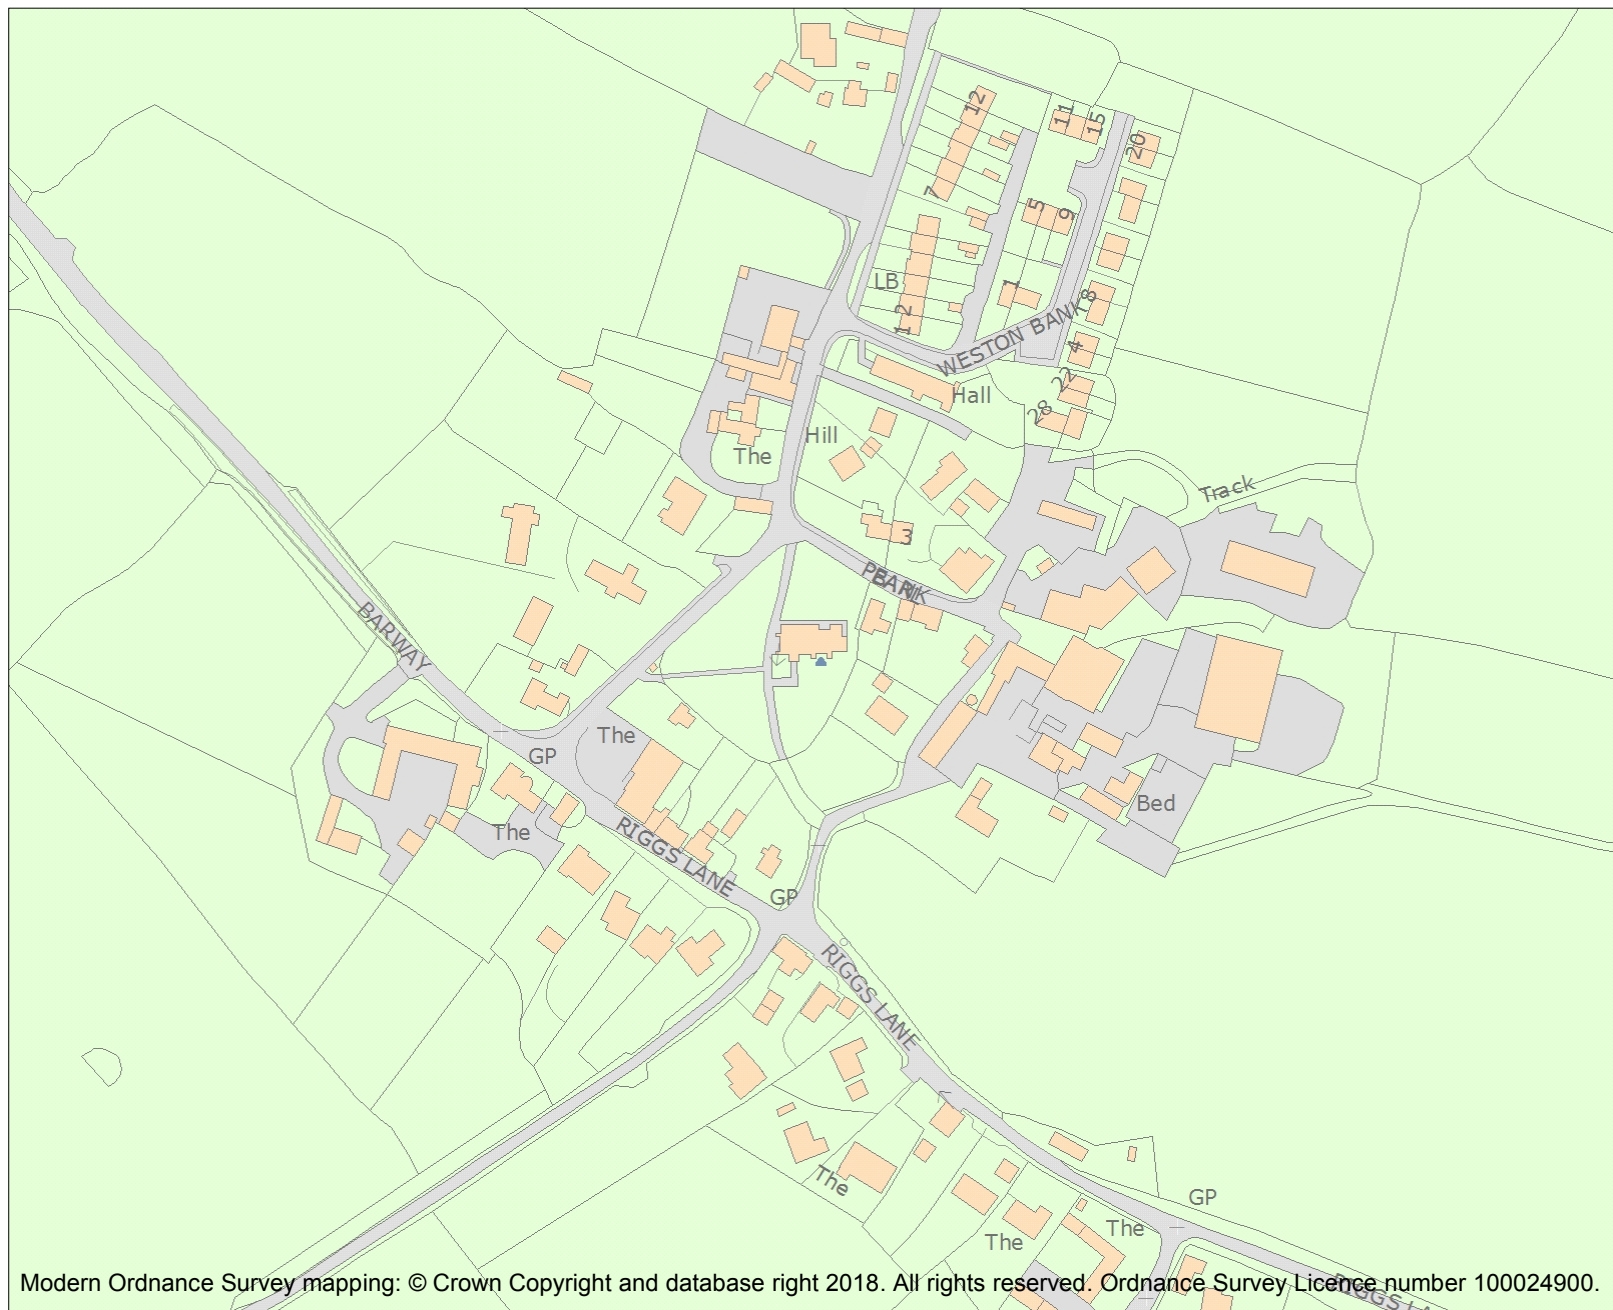 12
11
15
20
7
5
9
LB
1
8
2
1
WESTON BANK
4
22
Hall
28
Hill
The
Track
3
PARK
BARWAY
The
GP
Bed
The
RIGGS LANE
GP
RIGGS LANE
The
GP
The
The
Modern Ordnance Survey mapping: © Crown Copyright and database right 2018. All rights reserved. Ordnance Survey Licence number 100024900.